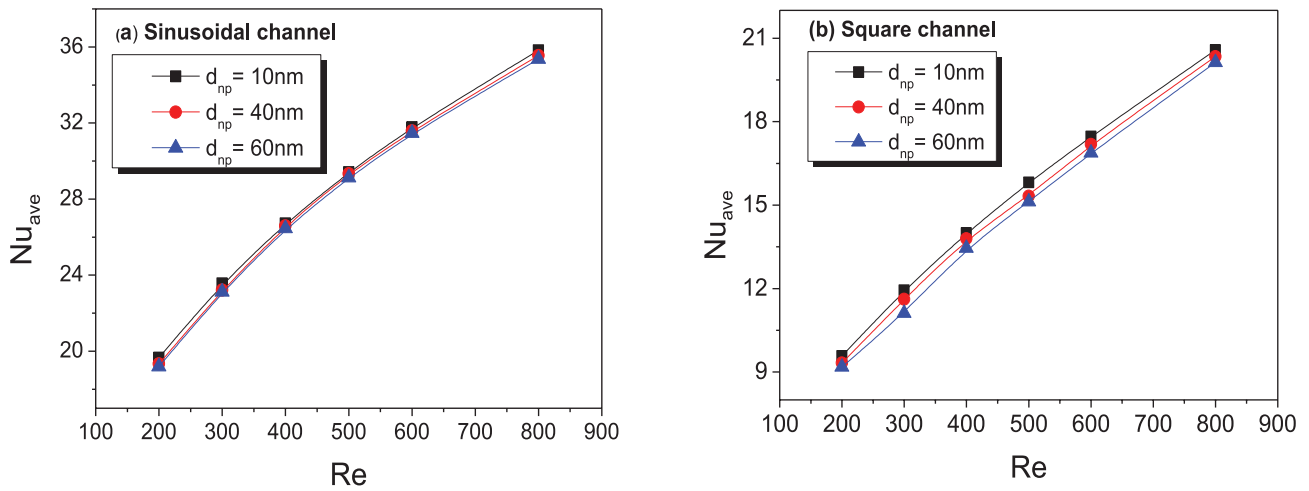 (a) Sinusoidal channel
d_np = 10nm
d_np = 40nm
d_np = 60nm
36
32
28
24
20
Nu_ave
100 200 300 400 500 600 700 800 900
Re
(b) Square channel
d_np = 10nm
d_np = 40nm
d_np = 60nm
21
18
15
12
9
Nu_ave
100 200 300 400 500 600 700 800 900
Re